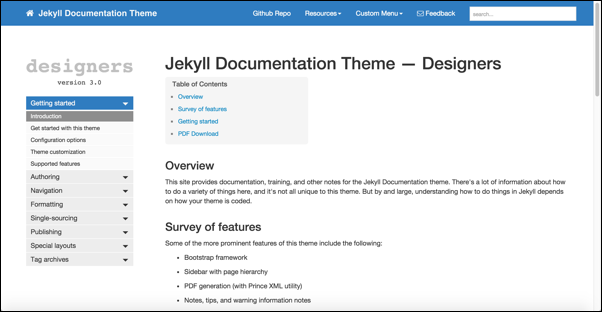 Jekyll Documentation Theme
Github Repo
Resources
Custom Menu
Feedback
search...
designers
version 3.0
Getting started
Introduction
Get started with this theme
Configuration options
Theme customization
Supported features
Authoring
Navigation
Formatting
Single-sourcing
Publishing
Special layouts
Tag archives
Jekyll Documentation Theme — Designers
Table of Contents
Overview
Survey of features
Getting started
PDF Download
Overview
This site provides documentation, training, and other notes for the Jekyll Documentation theme. There's a lot of information about how
to do a variety of things here, and it's not all unique to this theme. But by and large, understanding how to do things in Jekyll depends
on how your theme is coded.
Survey of features
Some of the more prominent features of this theme include the following:
Bootstrap framework
Sidebar with page hierarchy
PDF generation (with Prince XML utility)
Notes, tips, and warning information notes